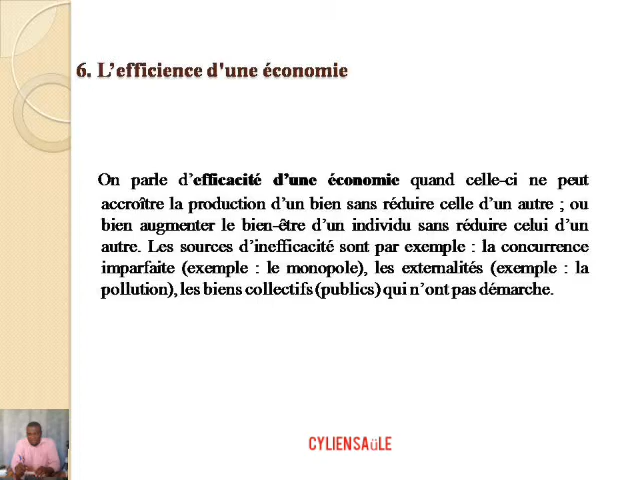 6. L’efficience d'une économie
On parle d’efficacité d’une économie quand celle-ci ne peut
accroître la production d’un bien sans réduire celle d’un autre ; ou
bien augmenter le bien-être d’un individu sans réduire celui d’un
autre. Les sources d’inefficacité sont par exemple : la concurrence
imparfaite (exemple : le monopole), les externalités (exemple : la
pollution), les biens collectifs (publics) qui n’ont pas démarche.
CYLIENSAüLE